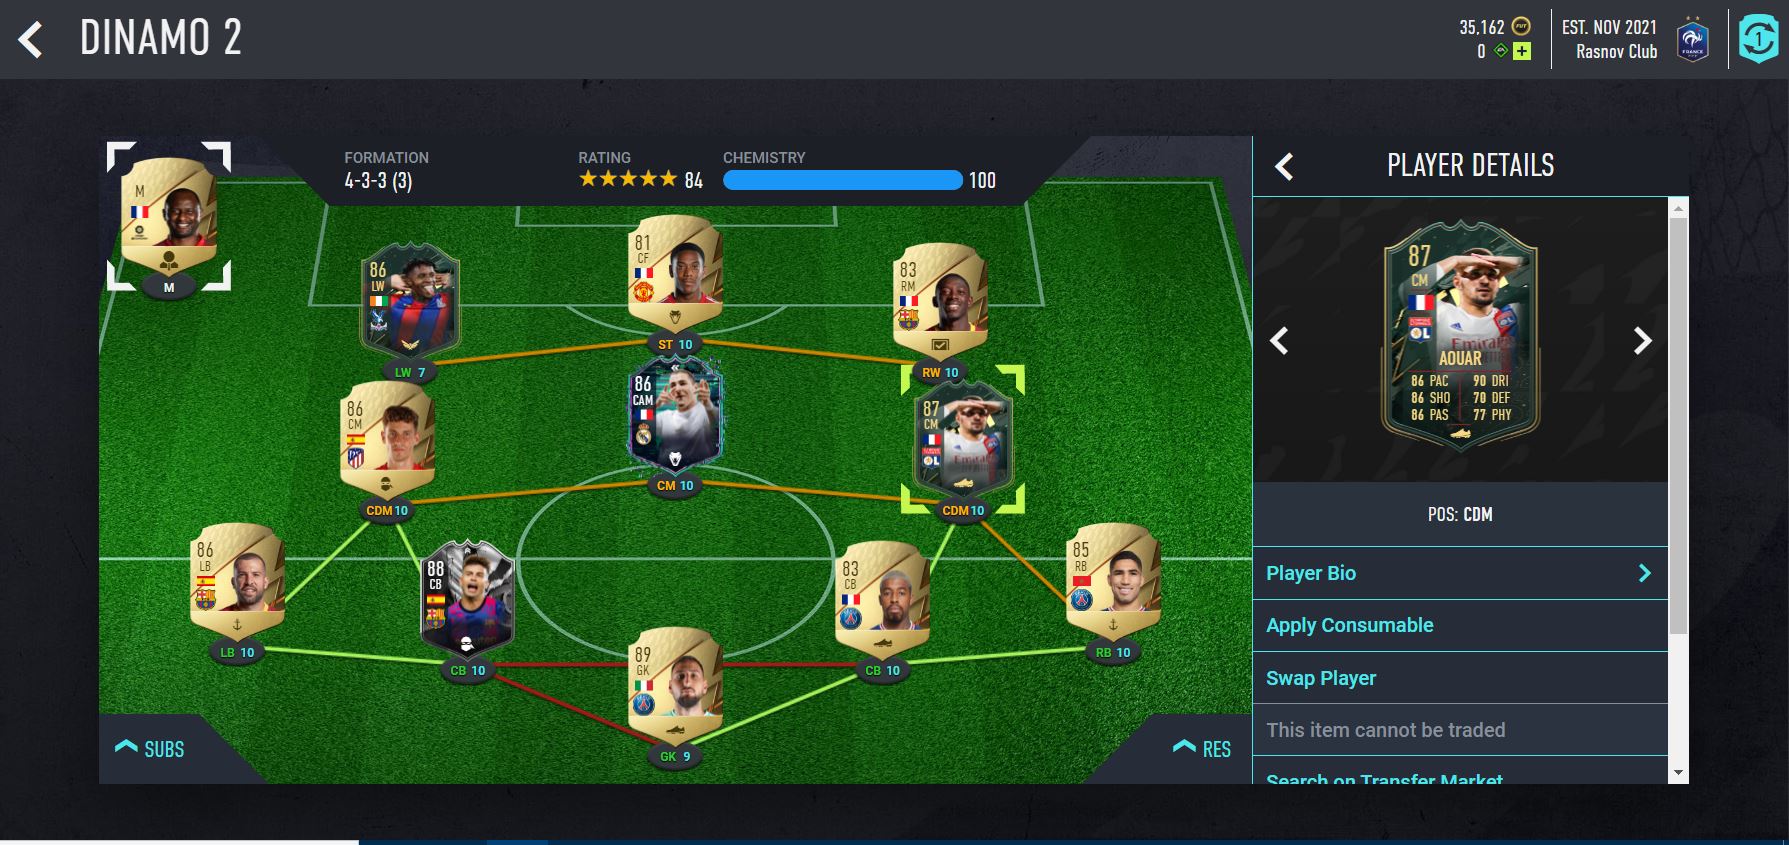 DINAMO 2
35,162
0
EST. NOV 2021
Rasnov Club
1
FORMATION
4-3-3 (3)
RATING
84
CHEMISTRY
100
M
M
86
LW
LW 7
81
CF
ST 10
83
RM
RW 10
86
CM
CDM 10
86
CAM
CM 10
87
CM
CDM 10
86
LB
LB 10
88
CB
CB 10
89
GK
GK 9
83
CB
CB 10
85
RB
RB 10
SUBS
RES
PLAYER DETAILS
87
CM
OL
Emirates
AOUAR
86 PAC 90 DRI
86 SHO 70 DEF
86 PAS 77 PHY
POS: CDM
Player Bio
Apply Consumable
Swap Player
This item cannot be traded
Search on Transfer Market